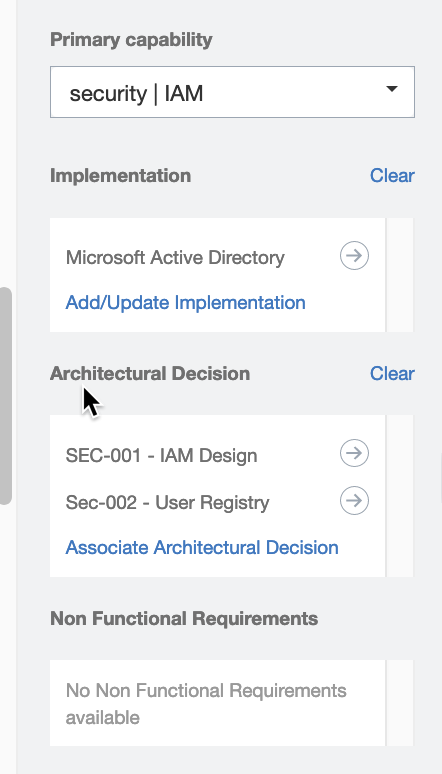 Primary capability
security | IAM
Implementation Clear
Microsoft Active Directory
Add/Update Implementation
Architectural Decision Clear
SEC-001 - IAM Design
Sec-002 - User Registry
Associate Architectural Decision
Non Functional Requirements
No Non Functional Requirements
available